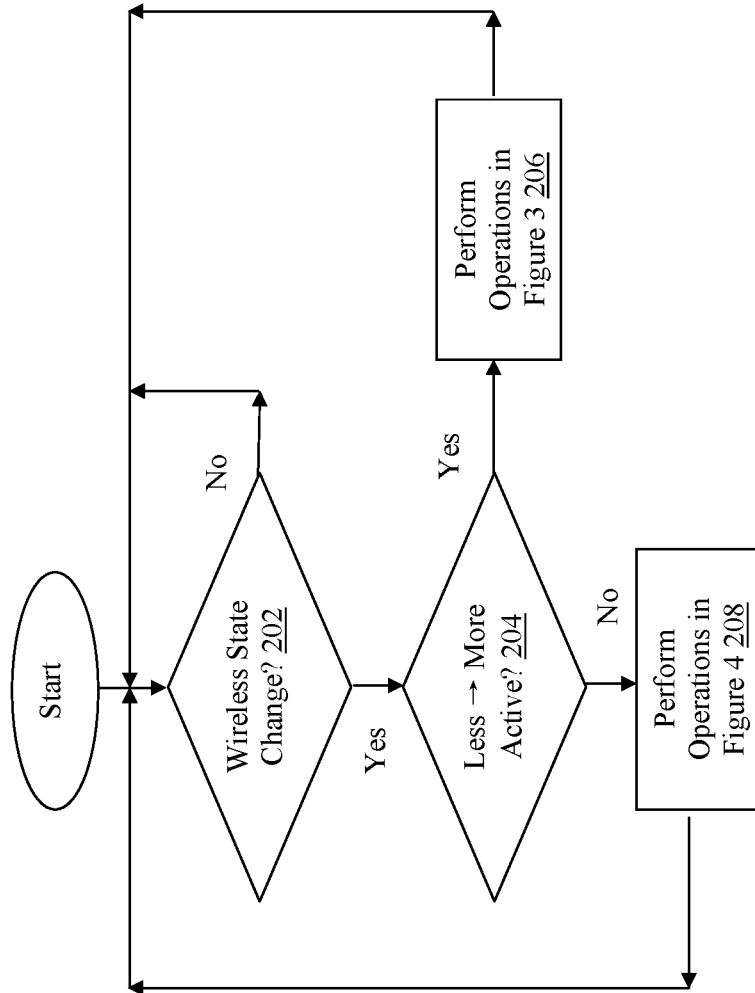 Start
Wireless State
Change? 202
No
Yes
Less → More
Active? 204
Yes
Perform
Operations in
Figure 3 206
No
Perform
Operations in
Figure 4 208